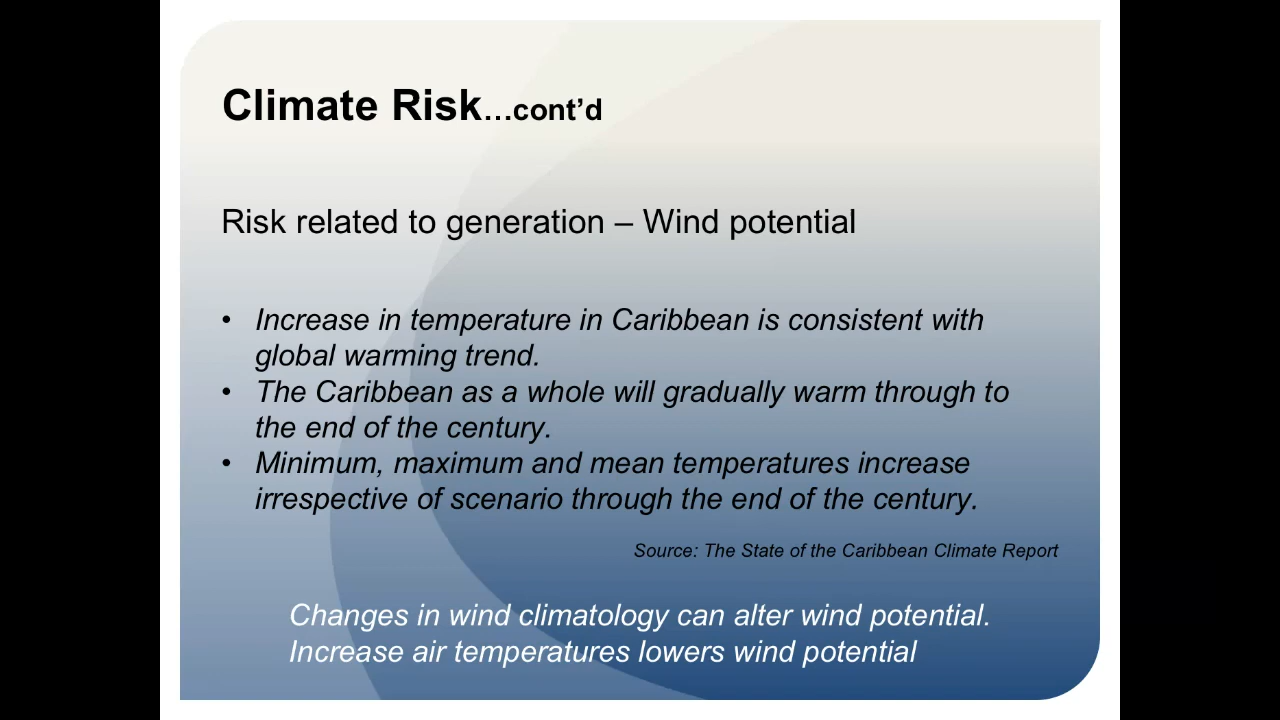 Climate Risk...cont’d
Risk related to generation – Wind potential
• Increase in temperature in Caribbean is consistent with
global warming trend.
• The Caribbean as a whole will gradually warm through to
the end of the century.
• Minimum, maximum and mean temperatures increase
irrespective of scenario through the end of the century.
Source: The State of the Caribbean Climate Report
Changes in wind climatology can alter wind potential.
Increase air temperatures lowers wind potential